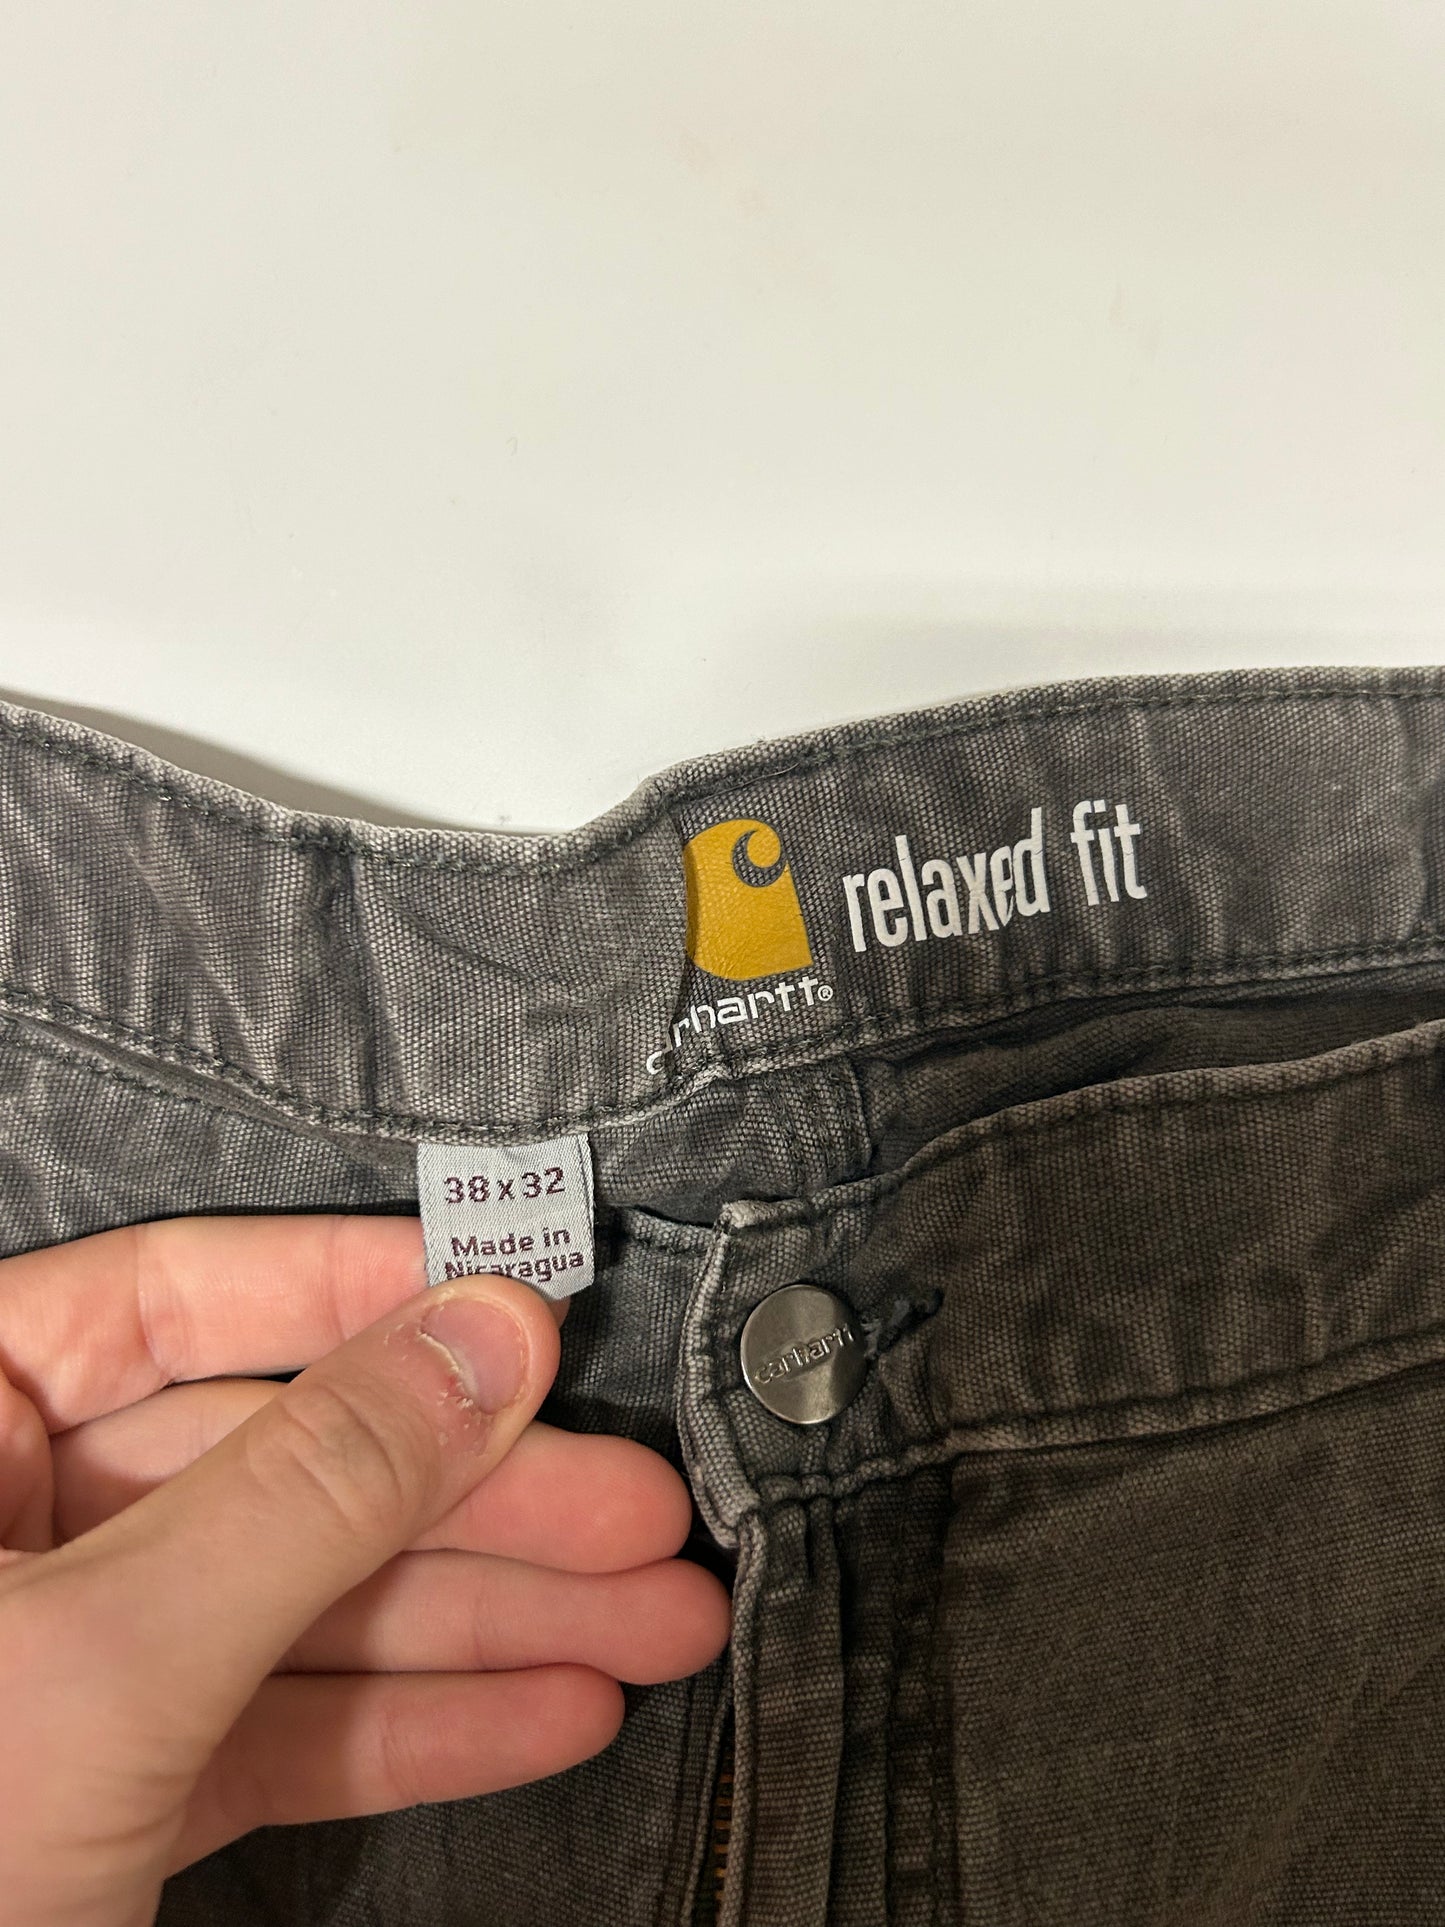 relaxed fit
carhartt®
38 x 32
Made in
Nicaragua
carhartt